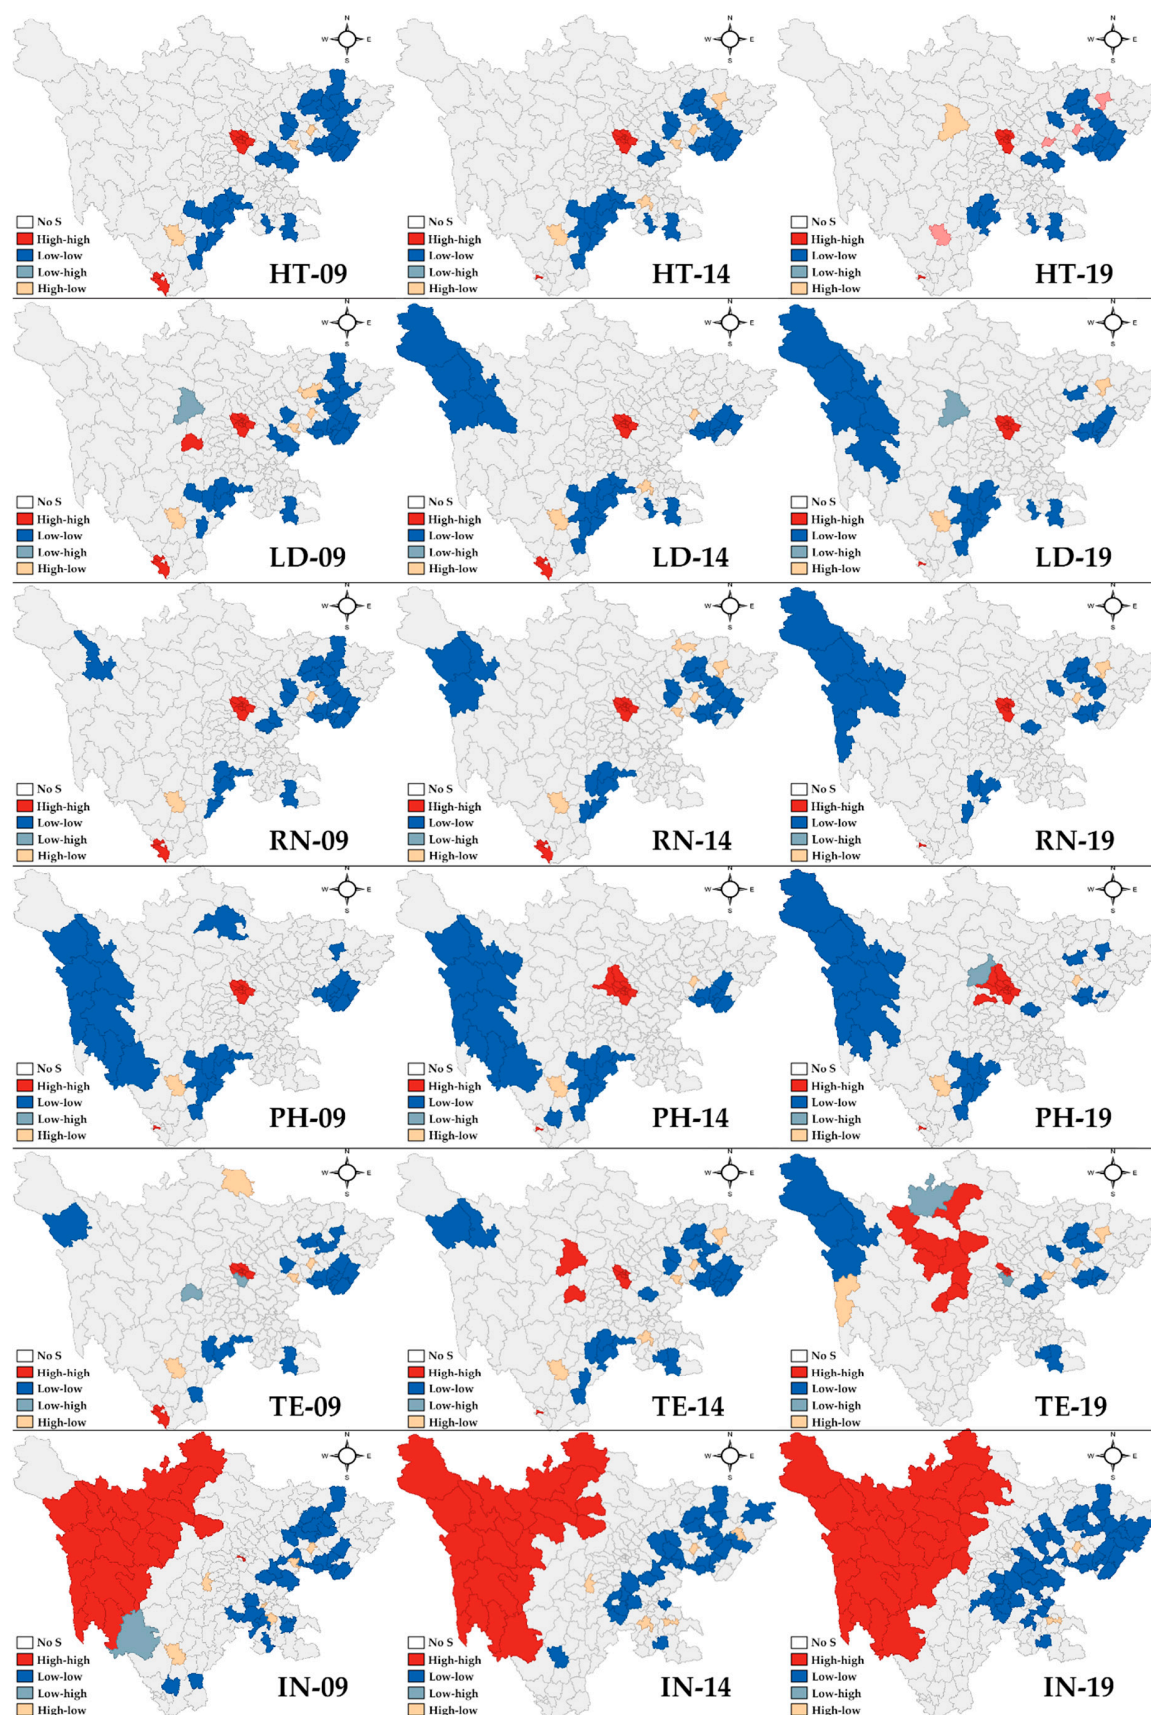 N
W E
S
No S
High-high
Low-low
Low-high
High-low
HT-09
N
W E
S
No S
High-high
Low-low
Low-high
High-low
HT-14
N
W E
S
No S
High-high
Low-low
Low-high
High-low
HT-19
N
W E
S
No S
High-high
Low-low
Low-high
High-low
LD-09
N
W E
S
No S
High-high
Low-low
Low-high
High-low
LD-14
N
W E
S
No S
High-high
Low-low
Low-high
High-low
LD-19
N
W E
S
No S
High-high
Low-low
Low-high
High-low
RN-09
N
W E
S
No S
High-high
Low-low
Low-high
High-low
RN-14
N
W E
S
No S
High-high
Low-low
Low-high
High-low
RN-19
N
W E
S
No S
High-high
Low-low
Low-high
High-low
PH-09
N
W E
S
No S
High-high
Low-low
Low-high
High-low
PH-14
N
W E
S
No S
High-high
Low-low
Low-high
High-low
PH-19
N
W E
S
No S
High-high
Low-low
Low-high
High-low
TE-09
N
W E
S
No S
High-high
Low-low
Low-high
High-low
TE-14
N
W E
S
No S
High-high
Low-low
Low-high
High-low
TE-19
N
W E
S
No S
High-high
Low-low
Low-high
High-low
IN-09
N
W E
S
No S
High-high
Low-low
Low-high
High-low
IN-14
N
W E
S
No S
High-high
Low-low
Low-high
High-low
IN-19